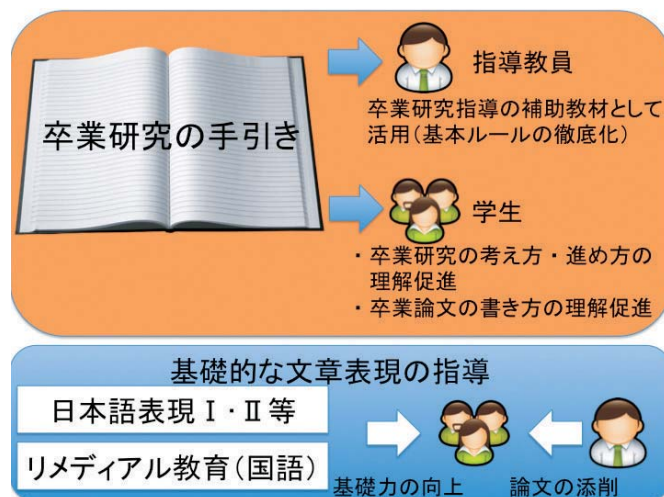 卒業研究の手引き
指導教員
卒業研究指導の補助教材として
活用(基本ルールの徹底化)
学生
・卒業研究の考え方・進め方の
理解促進
・卒業論文の書き方の理解促進
基礎的な文章表現の指導
日本語表現Ⅰ・Ⅱ等
リメディアル教育(国語)
基礎力の向上
論文の添削